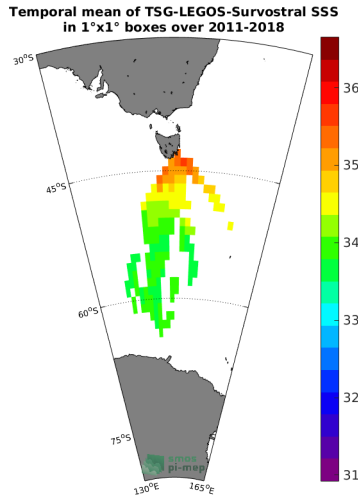 Temporal mean of TSG-LEGOS-Survostral SSS
in 1°x1° boxes over 2011-2018
30°S
45°S
60°S
75°S
130°E
165°E
36
35
34
33
32
31
smos
pi-mep